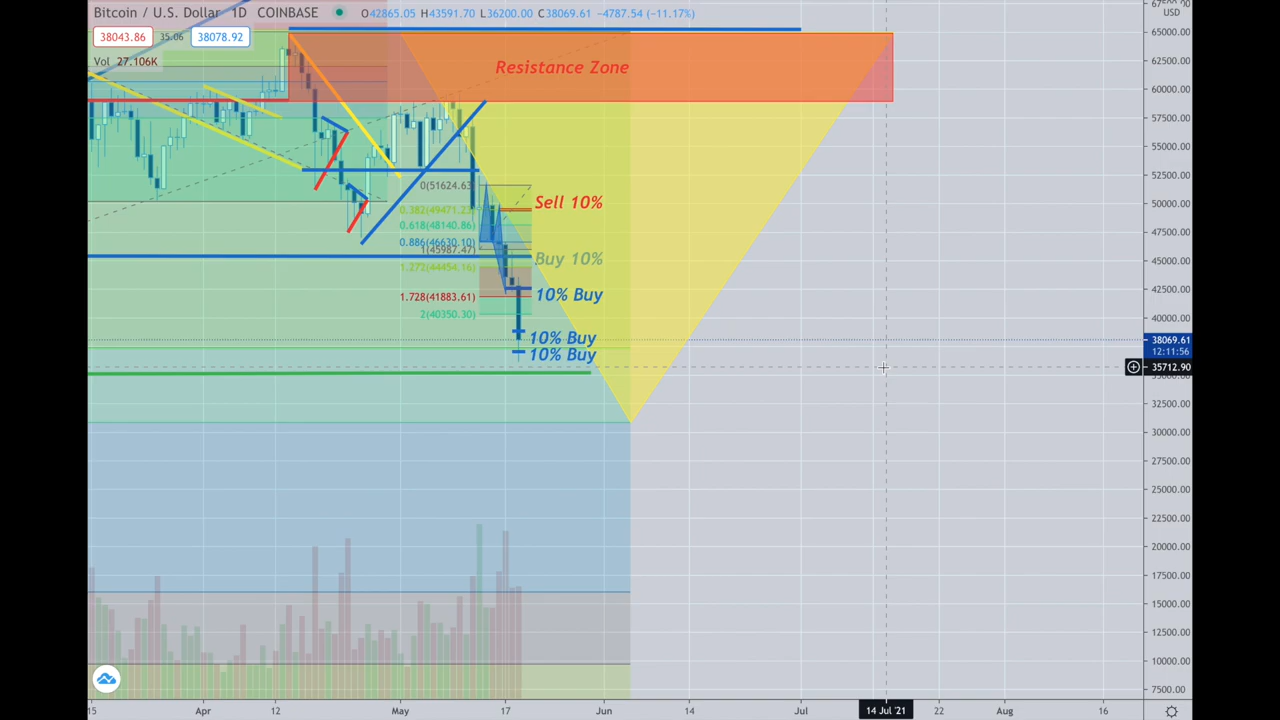 Bitcoin / U.S. Dollar 1D COINBASE O42865.05 H43591.70 L36200.00 C38069.61 −4787.54 (−11.17%)
38043.86 35.06 38078.92
Vol 27.106K
Resistance Zone
0(51624.63)
Sell 10%
0.382(49471.23)
0.618(48140.86)
0.886(46630.10)
1(45987.47)
Buy 10%
1.272(44454.16)
1.728(41883.61)
10% Buy
2(40350.30)
10% Buy
10% Buy
USD
65000.00
60000.00
57500.00
55000.00
52500.00
50000.00
47500.00
45000.00
42500.00
40000.00
38069.61
12:11:56
35712.90
32500.00
30000.00
27500.00
25000.00
22500.00
20000.00
17500.00
15000.00
12500.00
10000.00
7500.00
15 Apr 12 May 17 Jun 14 Jul 14 Jul '21 22 Aug 16